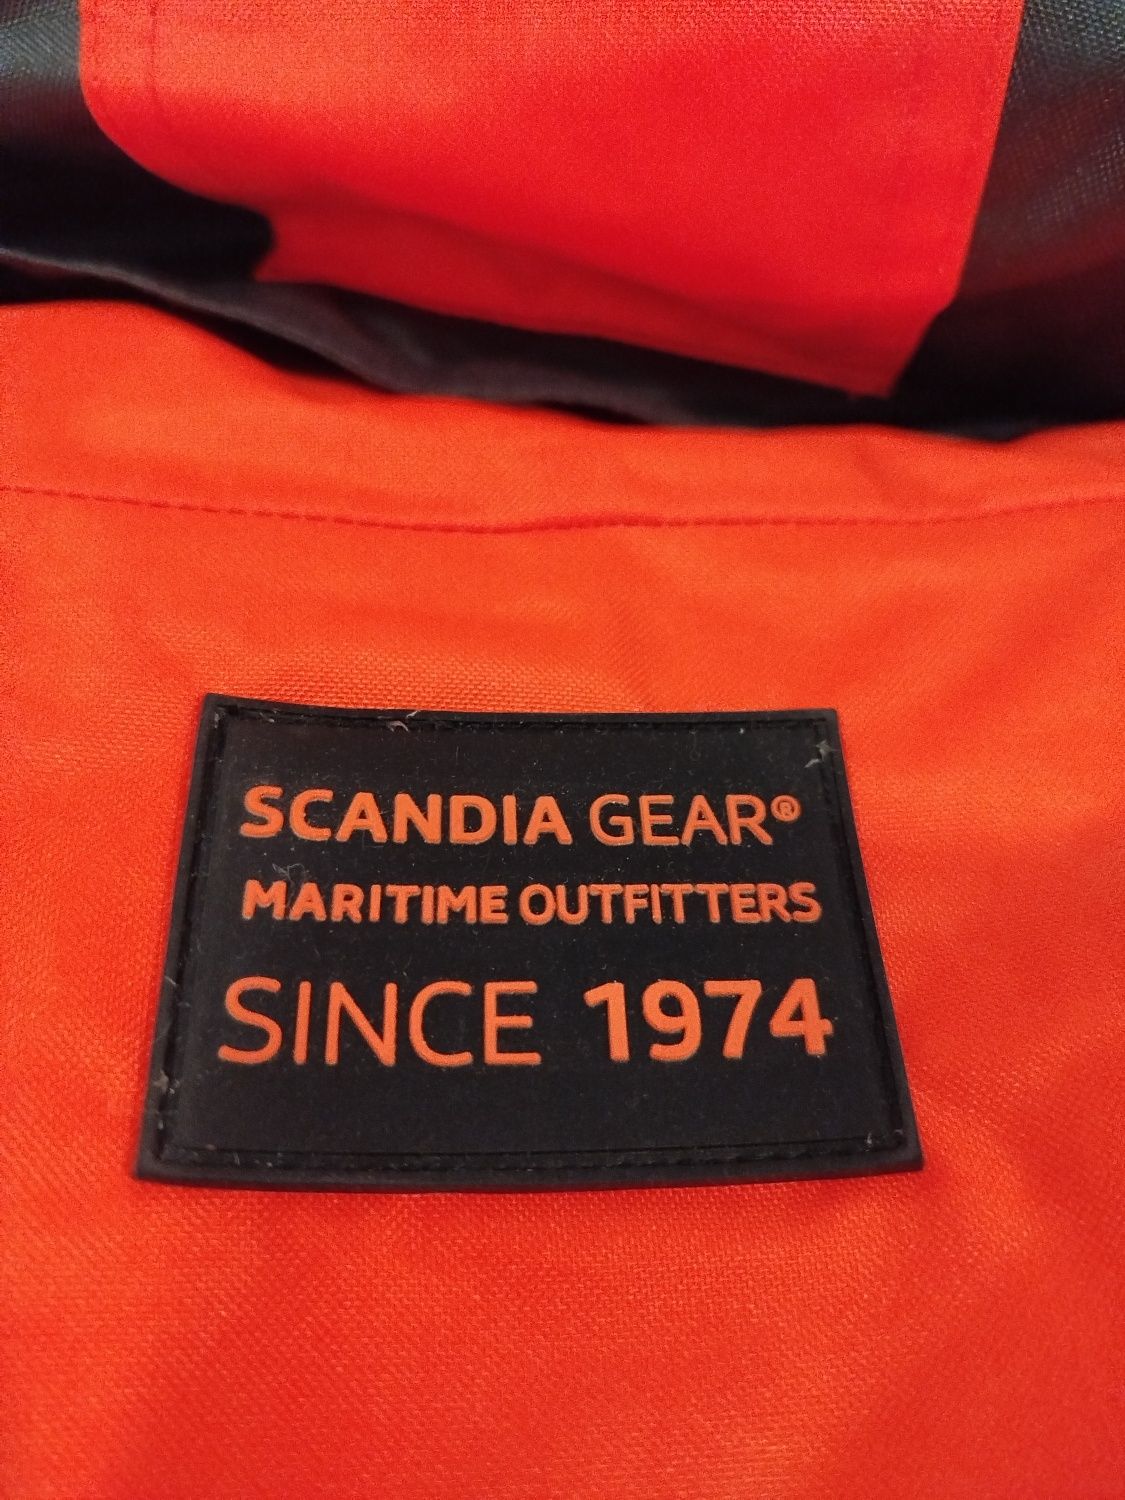 SCANDIA GEAR®
MARITIME OUTFITTERS
SINCE 1974